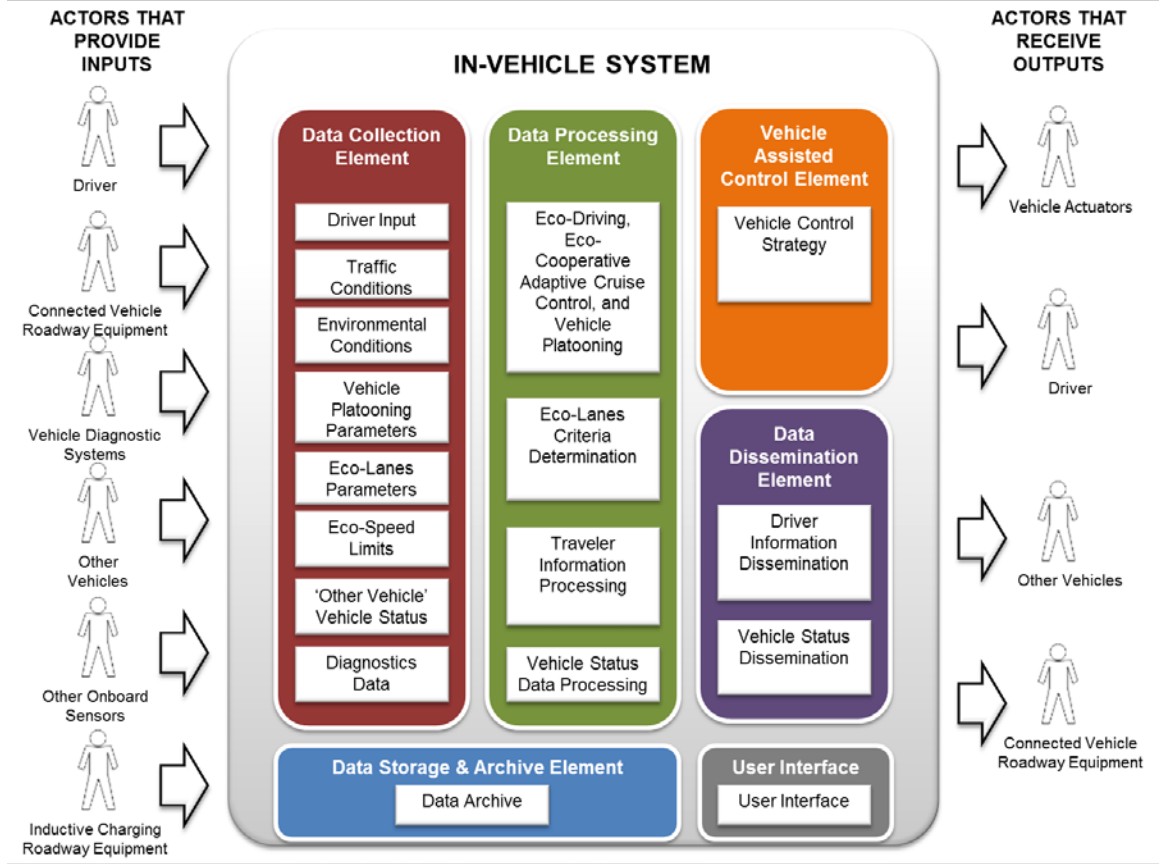 ACTORS THAT
PROVIDE
INPUTS
Driver
Connected Vehicle
Roadway Equipment
Vehicle Diagnostic
Systems
Other
Vehicles
Other Onboard
Sensors
Inductive Charging
Roadway Equipment
IN-VEHICLE SYSTEM
Data Collection
Element
Driver Input
Traffic
Conditions
Environmental
Conditions
Vehicle
Platooning
Parameters
Eco-Lanes
Parameters
Eco-Speed
Limits
‘Other Vehicle’
Vehicle Status
Diagnostics
Data
Data Processing
Element
Eco-Driving,
Eco-
Cooperative
Adaptive Cruise
Control, and
Vehicle
Platooning
Eco-Lanes
Criteria
Determination
Traveler
Information
Processing
Vehicle Status
Data Processing
Vehicle
Assisted
Control Element
Vehicle Control
Strategy
Data
Dissemination
Element
Driver
Information
Dissemination
Vehicle Status
Dissemination
Data Storage & Archive Element
Data Archive
User Interface
User Interface
ACTORS THAT
RECEIVE
OUTPUTS
Vehicle Actuators
Driver
Other Vehicles
Connected Vehicle
Roadway Equipment